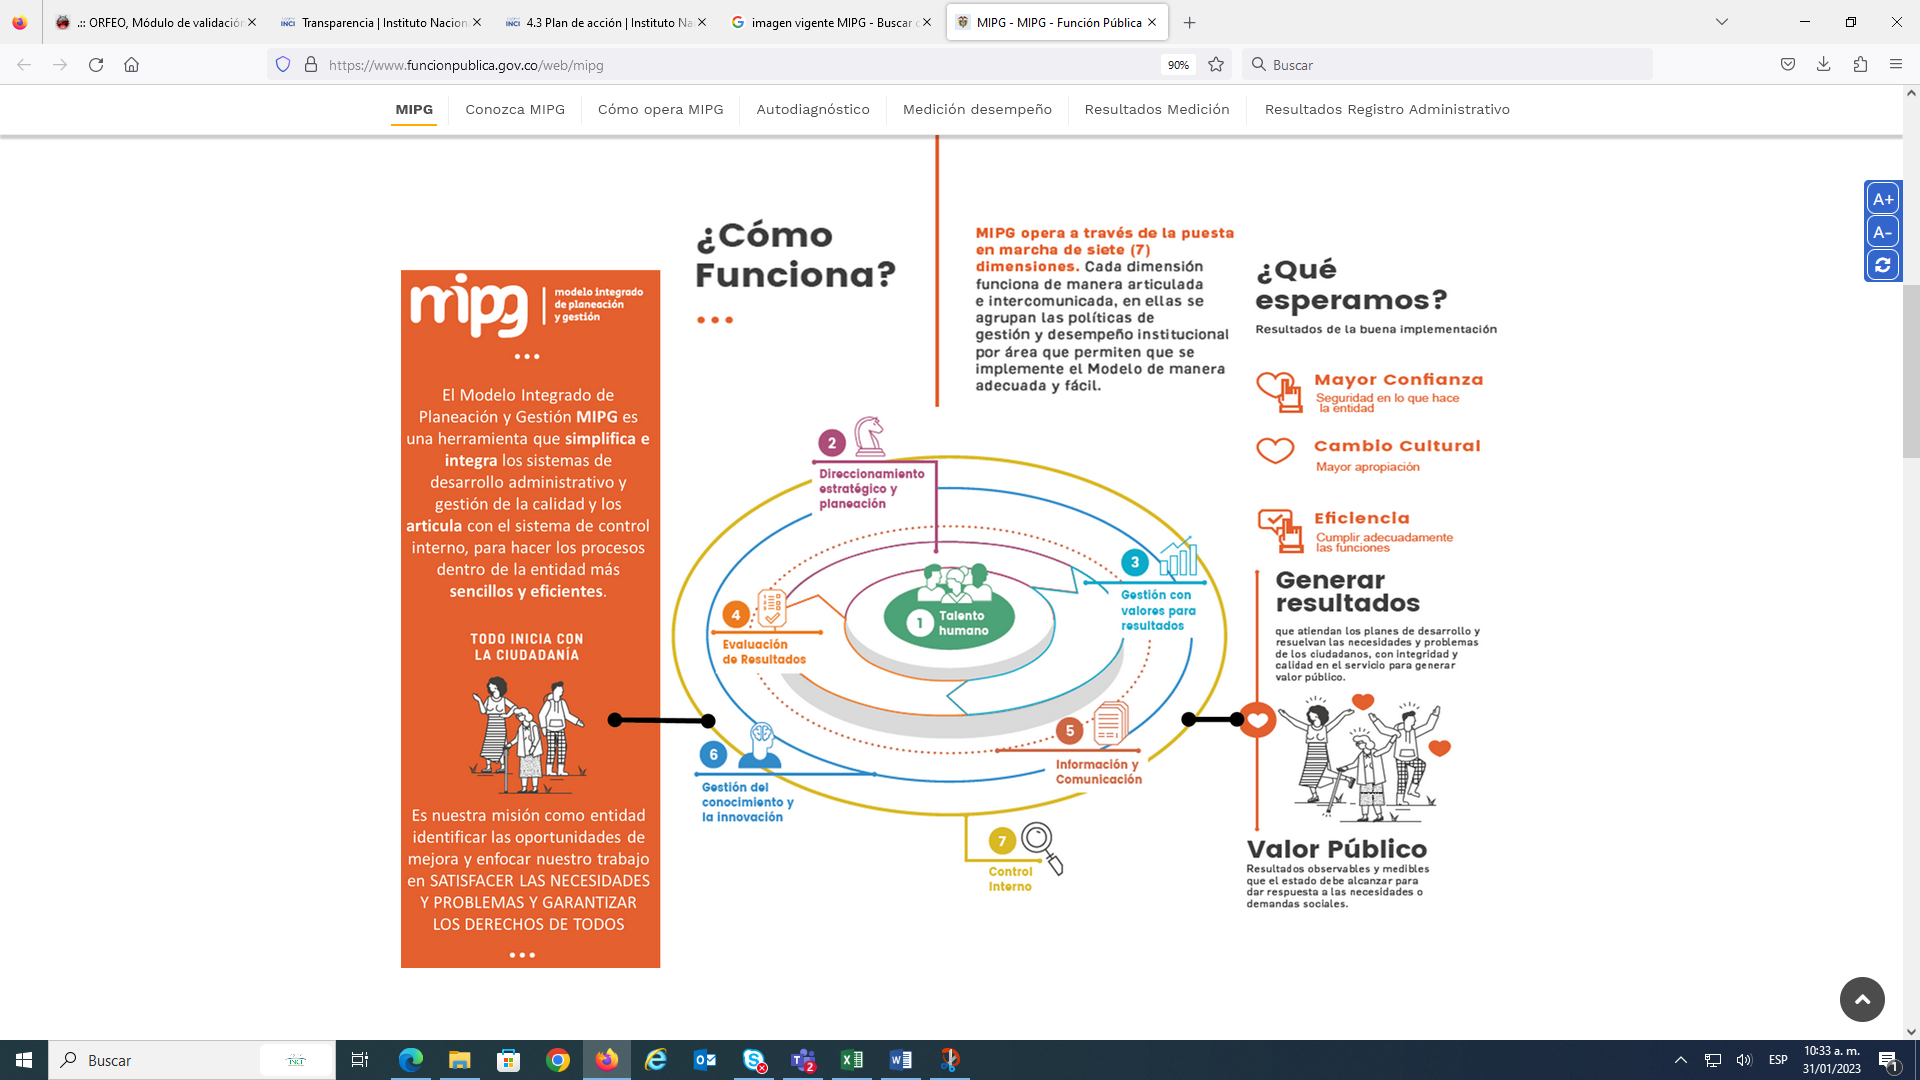 .:: ORFEO, Módulo de validación
Transparencia | Instituto Nacion
4.3 Plan de acción | Instituto Na
imagen vigente MIPG - Buscar c
MIPG - MIPG - Función Pública
https://www.funcionpublica.gov.co/web/mipg
90%
Buscar
MIPG
Conozca MIPG
Cómo opera MIPG
Autodiagnóstico
Medición desempeño
Resultados Medición
Resultados Registro Administrativo
A+
A-
mipg
modelo integrado
de planeación
y gestión
El Modelo Integrado de
Planeación y Gestión MIPG es
una herramienta que simplifica e
integra los sistemas de
desarrollo administrativo y
gestión de la calidad y los
articula con el sistema de control
interno, para hacer los procesos
dentro de la entidad más
sencillos y eficientes.
TODO INICIA CON
LA CIUDADANÍA
Es nuestra misión como entidad
identificar las oportunidades de
mejora y enfocar nuestro trabajo
en SATISFACER LAS NECESIDADES
Y PROBLEMAS Y GARANTIZAR
LOS DERECHOS DE TODOS
¿Cómo
Funciona?
MIPG opera a través de la puesta
en marcha de siete (7)
dimensiones. Cada dimensión
funciona de manera articulada
e intercomunicada, en ellas se
agrupan las políticas de
gestión y desempeño institucional
por área que permiten que se
implemente el Modelo de manera
adecuada y fácil.
2
Direccionamiento
estratégico y
planeación
3
Gestión con
valores para
resultados
1
Talento
humano
4
Evaluación
de Resultados
5
Información y
Comunicación
6
Gestión del
conocimiento y
la innovación
7
Control
Interno
¿Qué
esperamos?
Resultados de la buena implementación
Mayor Confianza
Seguridad en lo que hace
la entidad
Cambio Cultural
Mayor apropiación
Eficiencia
Cumplir adecuadamente
las funciones
Generar
resultados
que atiendan los planes de desarrollo y
resuelvan las necesidades y problemas
de los ciudadanos, con integridad y
calidad en el servicio para generar
valor público.
Valor Público
Resultados observables y medibles
que el estado debe alcanzar para
dar respuesta a las necesidades o
demandas sociales.
Buscar
INCI
2
ESP
10:33 a. m.
31/01/2023
1